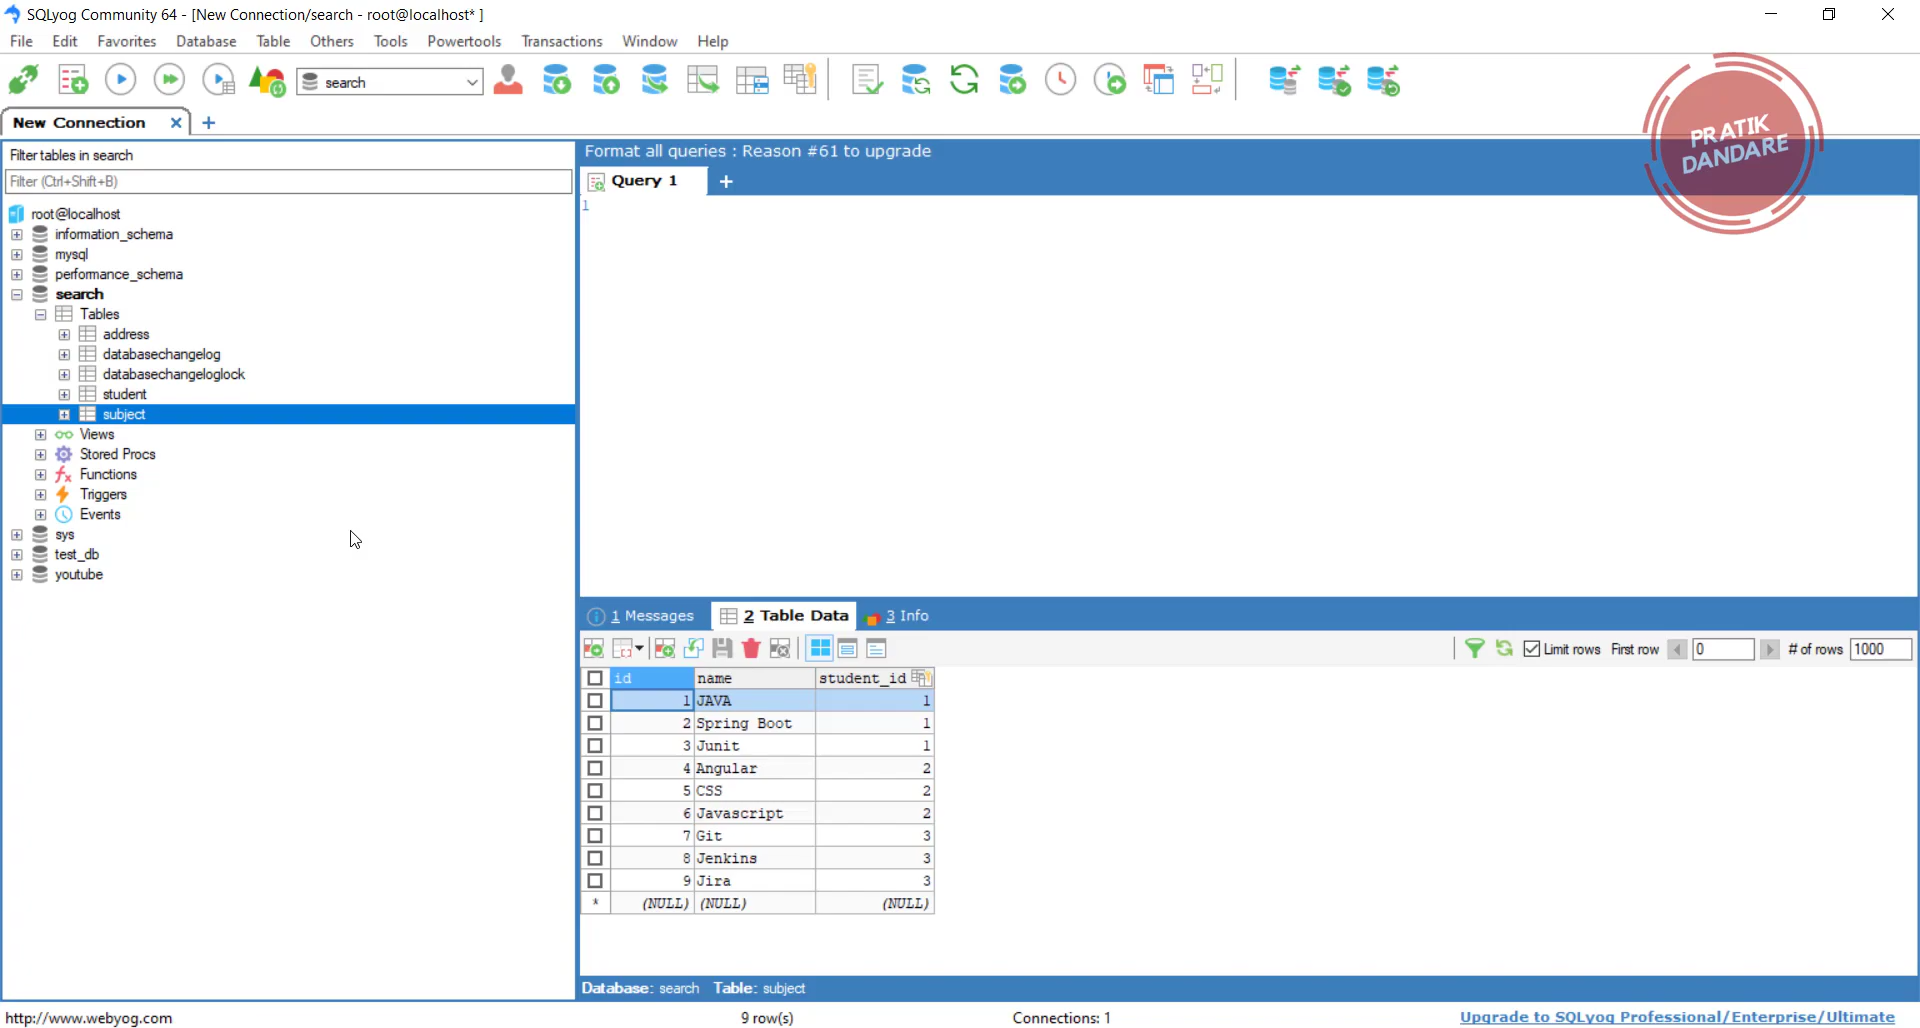 SQLyog Community 64 - [New Connection/search - root@localhost* ]
File Edit Favorites Database Table Others Tools Powertools Transactions Window Help
search
New Connection
PRATIK
DANDARE
Filter tables in search
Filter (Ctrl+Shift+B)
root@localhost
information_schema
mysql
performance_schema
search
Tables
address
databasechangelog
databasechangeloglock
student
subject
Views
Stored Procs
Functions
Triggers
Events
sys
test_db
youtube
Format all queries : Reason #61 to upgrade
Query 1
1
1 Messages 2 Table Data 3 Info
Limit rows First row 0 # of rows 1000
id name student_id
1 JAVA 1
2 Spring Boot 1
3 Junit 1
4 Angular 2
5 CSS 2
6 Javascript 2
7 Git 3
8 Jenkins 3
9 Jira 3
* (NULL) (NULL) (NULL)
Database: search Table: subject
http://www.webyog.com 9 row(s) Connections: 1 Upgrade to SQLyog Professional/Enterprise/Ultimate